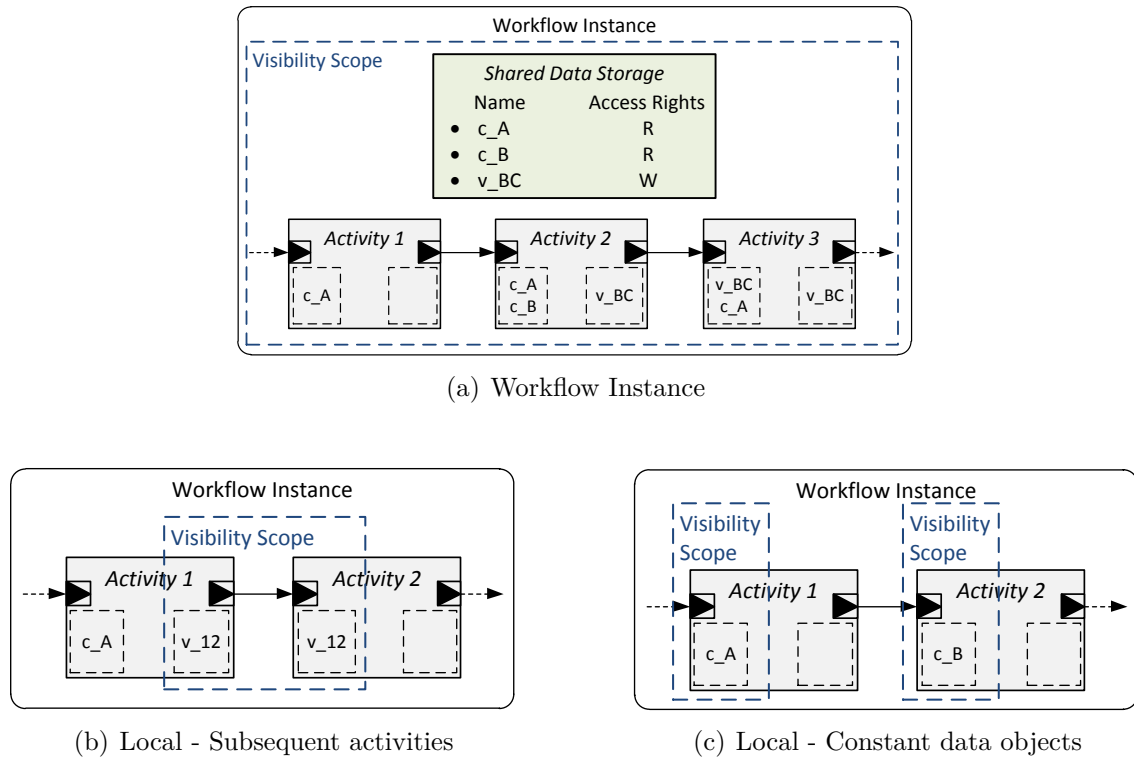 Workflow Instance
Visibility Scope
Shared Data Storage
Name Access Rights
• c_A R
• c_B R
• v_BC W
Activity 1 Activity 2 Activity 3
c_A c_A c_B v_BC v_BC c_A v_BC
(a) Workflow Instance
Workflow Instance
Visibility Scope
Activity 1 Activity 2
c_A v_12 v_12
(b) Local - Subsequent activities
Workflow Instance
Visibility Scope
Visibility Scope
Activity 1 Activity 2
c_A c_B
(c) Local - Constant data objects